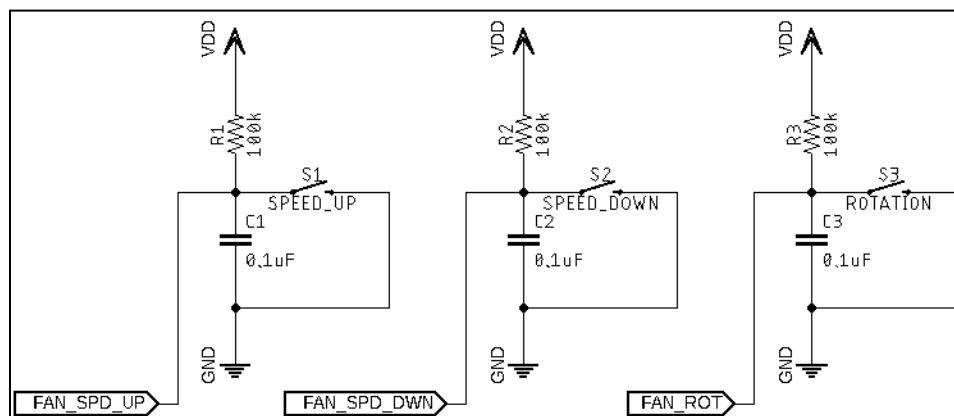 VDD
VDD
VDD
R1
100k
R2
100k
R3
100k
S1
SPEED_UP
S2
SPEED_DOWN
S3
ROTATION
C1
0.1uF
C2
0.1uF
C3
0.1uF
GND
GND
GND
FAN_SPD_UP
FAN_SPD_DWN
FAN_ROT